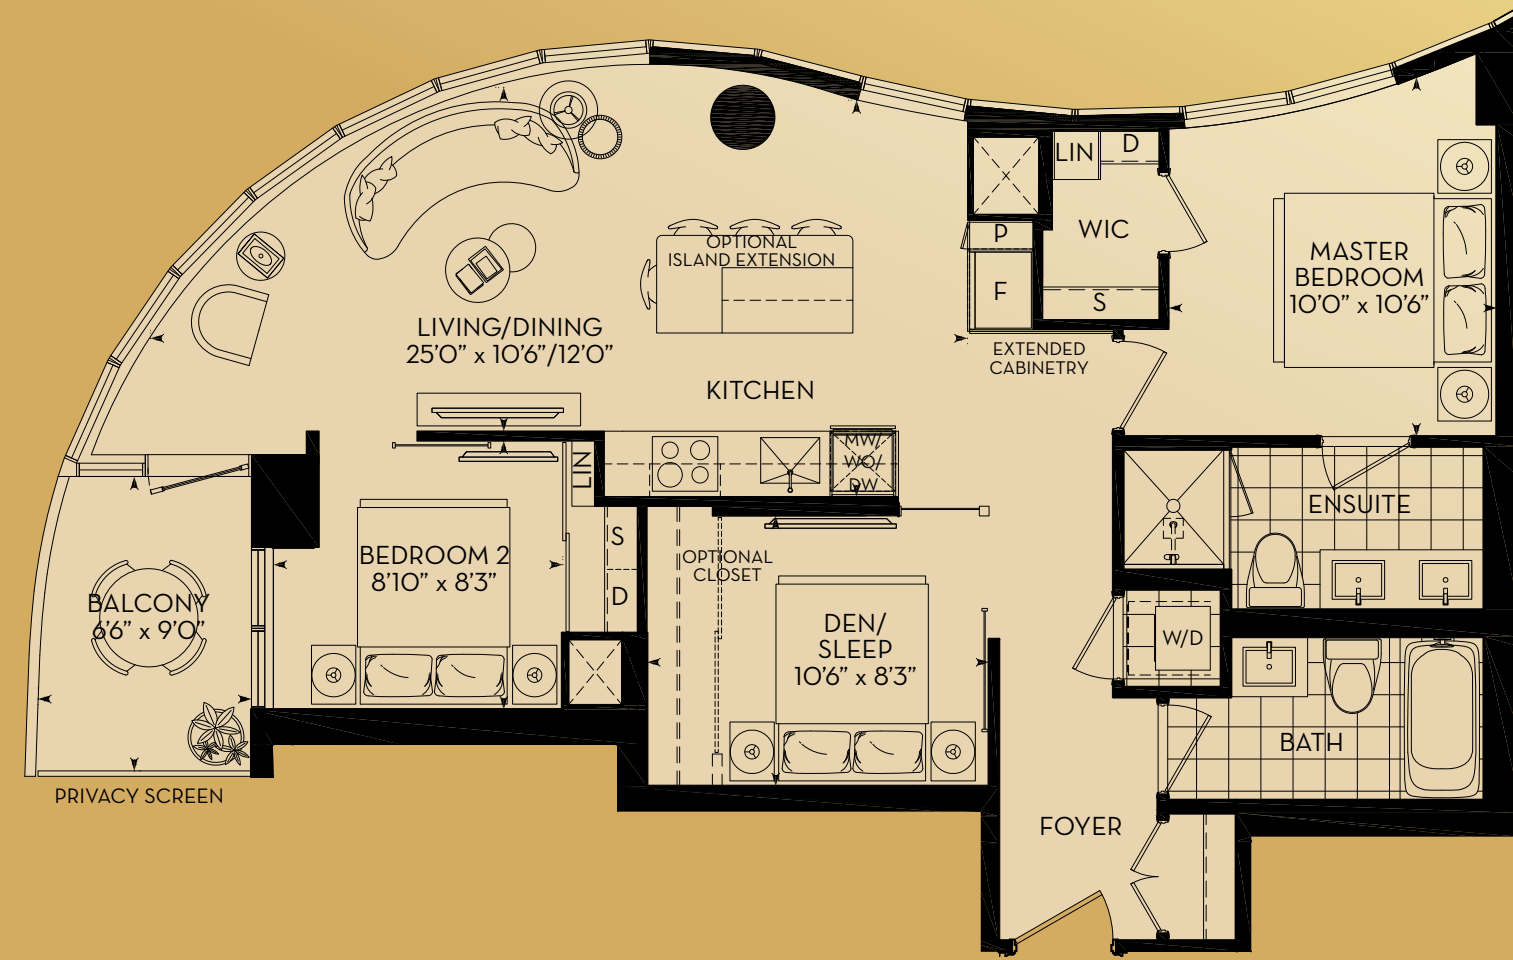 LIN
D
WIC
S
P
F
OPTIONAL
ISLAND EXTENSION
MASTER
BEDROOM
10'0" x 10'6"
LIVING/DINING
25'0" x 10'6"/12'0"
EXTENDED
CABINETRY
KITCHEN
MW/
WO/
DW
LIN
ENSUITE
BEDROOM 2
8'10" x 8'3"
S
D
OPTIONAL
CLOSET
BALCONY
6'6" x 9'0"
DEN/
SLEEP
10'6" x 8'3"
W/D
BATH
PRIVACY SCREEN
FOYER